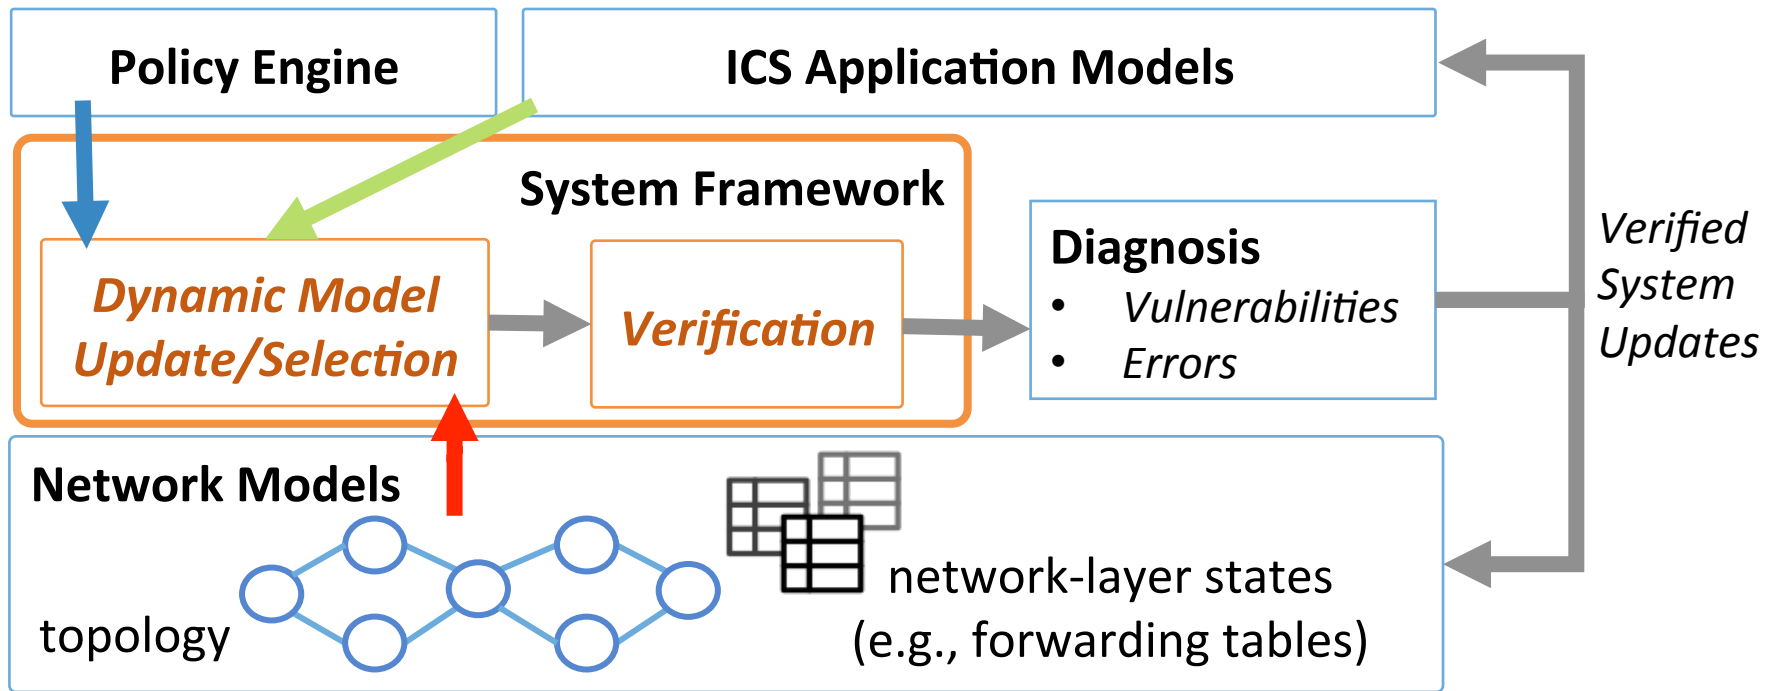 Policy Engine
ICS Application Models
System Framework
Dynamic Model
Update/Selection
Verification
Diagnosis
• Vulnerabilities
• Errors
Verified
System
Updates
Network Models
topology
network-layer states
(e.g., forwarding tables)